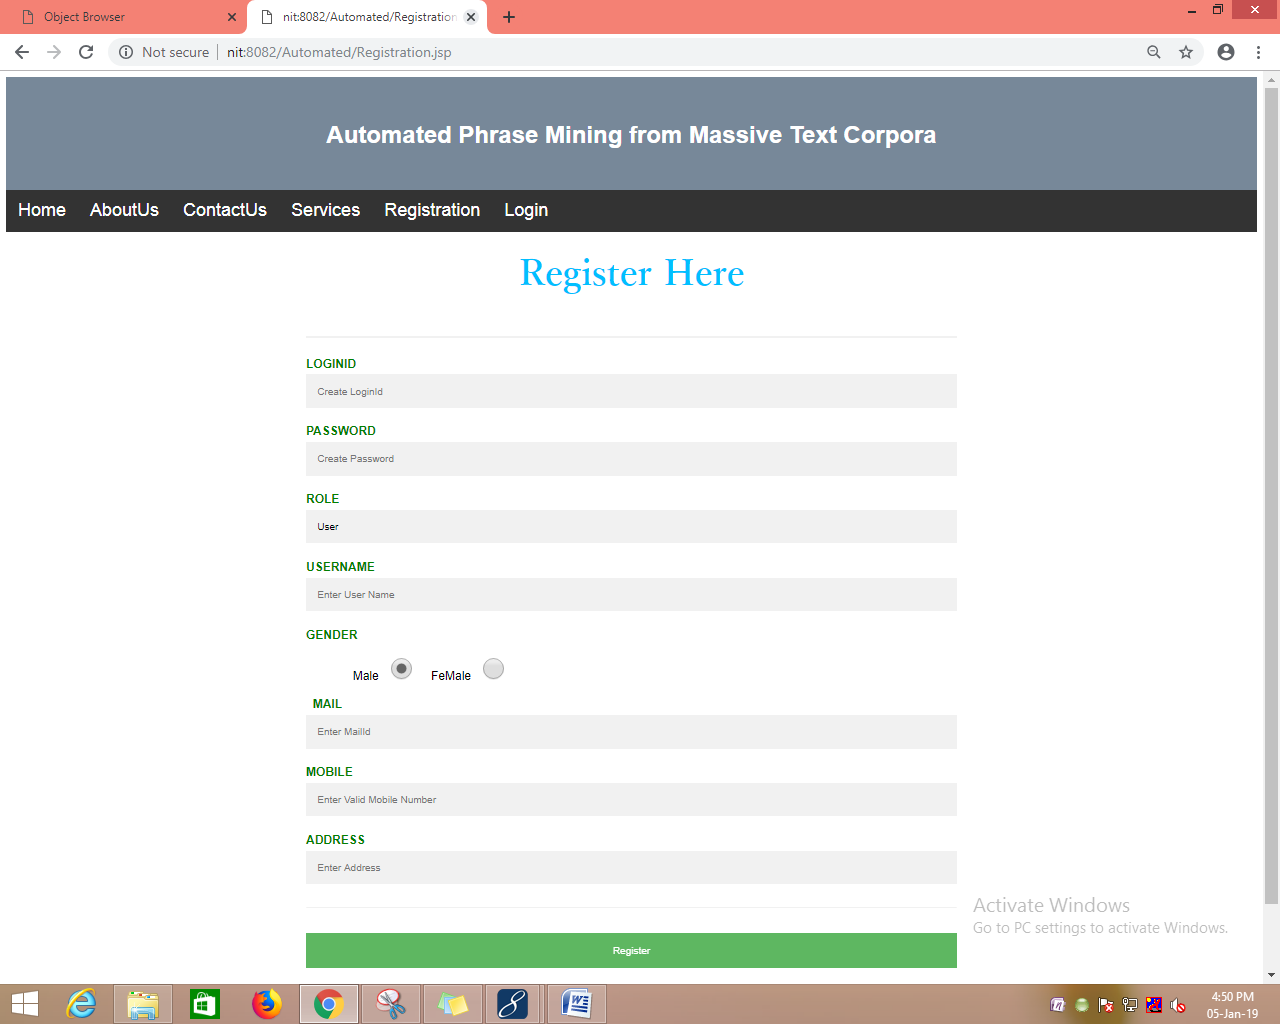 Object Browser
nit:8082/Automated/Registration
Not secure
nit:8082/Automated/Registration.jsp
Automated Phrase Mining from Massive Text Corpora
Home AboutUs ContactUs Services Registration Login
Register Here
LOGINID
Create LoginId
PASSWORD
Create Password
ROLE
User
USERNAME
Enter User Name
GENDER
Male FeMale
MAIL
Enter MailId
MOBILE
Enter Valid Mobile Number
ADDRESS
Enter Address
Register
Activate Windows
Go to PC settings to activate Windows.
4:50 PM
05-Jan-19